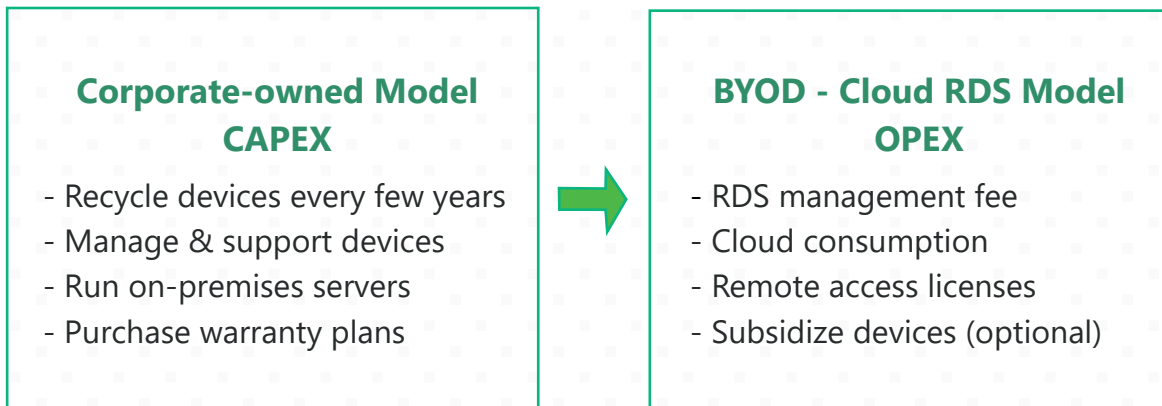 Corporate-owned Model
CAPEX
- Recycle devices every few years
- Manage & support devices
- Run on-premises servers
- Purchase warranty plans
BYOD - Cloud RDS Model
OPEX
- RDS management fee
- Cloud consumption
- Remote access licenses
- Subsidize devices (optional)